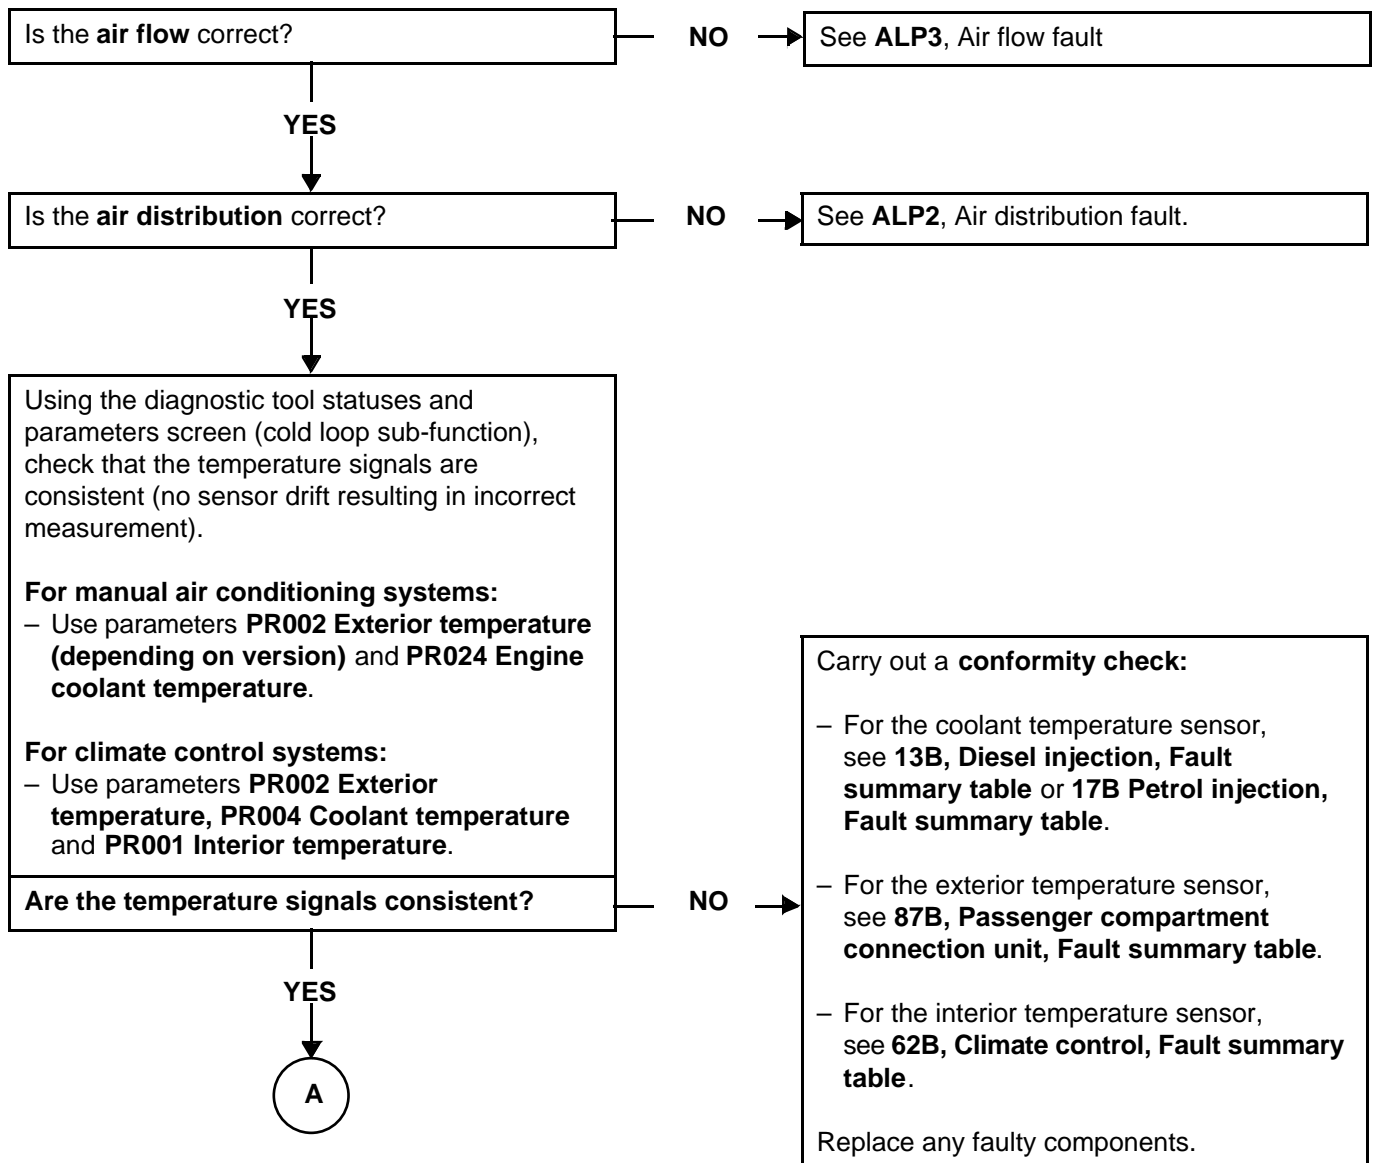 Is the air flow correct?
NO
See ALP3, Air flow fault
YES
Is the air distribution correct?
NO
See ALP2, Air distribution fault.
YES
Using the diagnostic tool statuses and
parameters screen (cold loop sub-function),
check that the temperature signals are
consistent (no sensor drift resulting in incorrect
measurement).
For manual air conditioning systems:
– Use parameters PR002 Exterior temperature
(depending on version) and PR024 Engine
coolant temperature.
For climate control systems:
– Use parameters PR002 Exterior
temperature, PR004 Coolant temperature
and PR001 Interior temperature.
Are the temperature signals consistent?
NO
Carry out a conformity check:
– For the coolant temperature sensor,
see 13B, Diesel injection, Fault
summary table or 17B Petrol injection,
Fault summary table.
– For the exterior temperature sensor,
see 87B, Passenger compartment
connection unit, Fault summary table.
– For the interior temperature sensor,
see 62B, Climate control, Fault summary
table.
Replace any faulty components.
YES
A